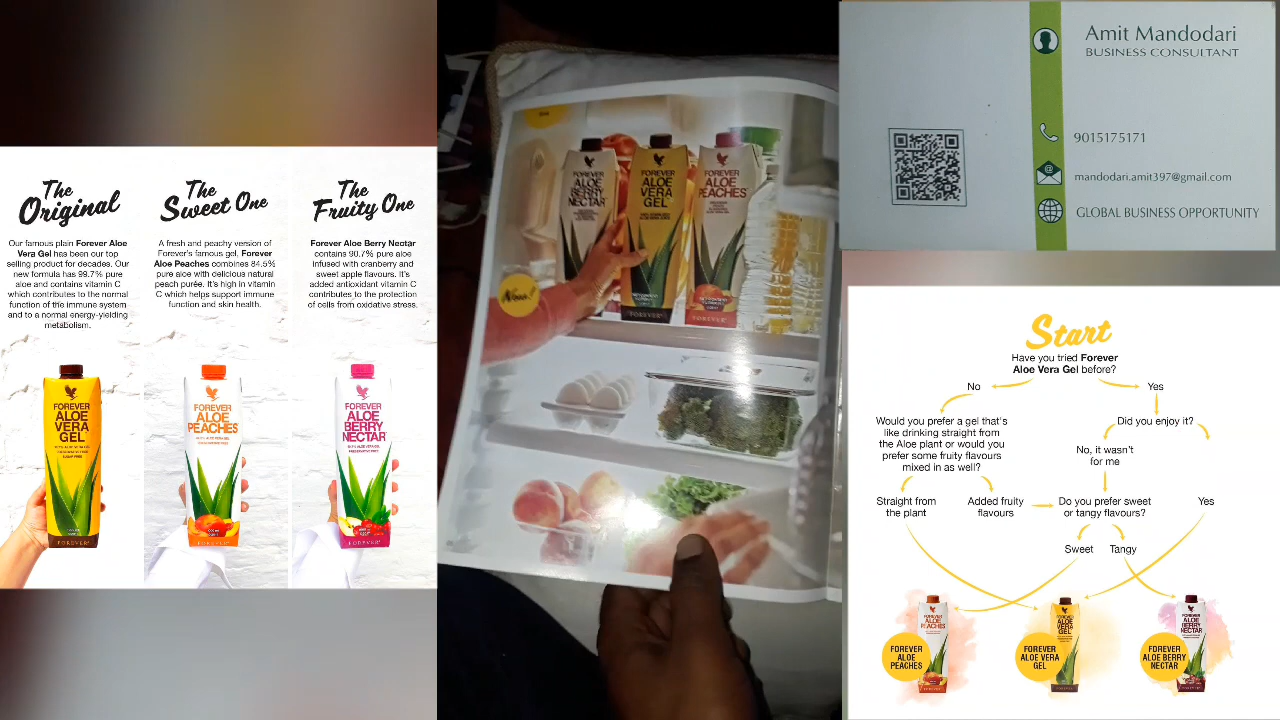 The
Original
Our famous plain Forever Aloe
Vera Gel has been our top
selling product for decades. Our
new formula has 99.7% pure
aloe and contains vitamin C
which contributes to the normal
function of the immune system
and to a normal energy-yielding
metabolism.
FOREVER
ALOE
VERA
GEL
FOREVER
The
Sweet One
A fresh and peachy version of
Forever's famous gel, Forever
Aloe Peaches combines 84.5%
pure aloe with delicious natural
peach purée. It's high in vitamin
C which helps support immune
function and skin health.
FOREVER
ALOE
PEACHES
FOREVER
The
Fruity One
Forever Aloe Berry Nectar
contains 90.7% pure aloe
infused with cranberry and
sweet apple flavours. It's
added antioxidant vitamin C
contributes to the protection
of cells from oxidative stress.
FOREVER
ALOE
BERRY
NECTAR
FOREVER
FOREVER
ALOE
BERRY
NECTAR
FOREVER
ALOE
VERA
GEL
FOREVER
FOREVER
ALOE
PEACHES
FOREVER
Amit Mandodari
BUSINESS CONSULTANT
9015175171
mandodari.amit397@gmail.com
GLOBAL BUSINESS OPPORTUNITY
Start
Have you tried Forever
Aloe Vera Gel before?
No
Yes
Would you prefer a gel that's
like drinking straight from
the Aloe plant or would you
prefer some fruity flavours
mixed in as well?
Did you enjoy it?
No, it wasn't
for me
Straight from
the plant
Added fruity
flavours
Do you prefer sweet
or tangy flavours?
Yes
Sweet
Tangy
FOREVER
ALOE
PEACHES
FOREVER
ALOE VERA
GEL
FOREVER
ALOE BERRY
NECTAR